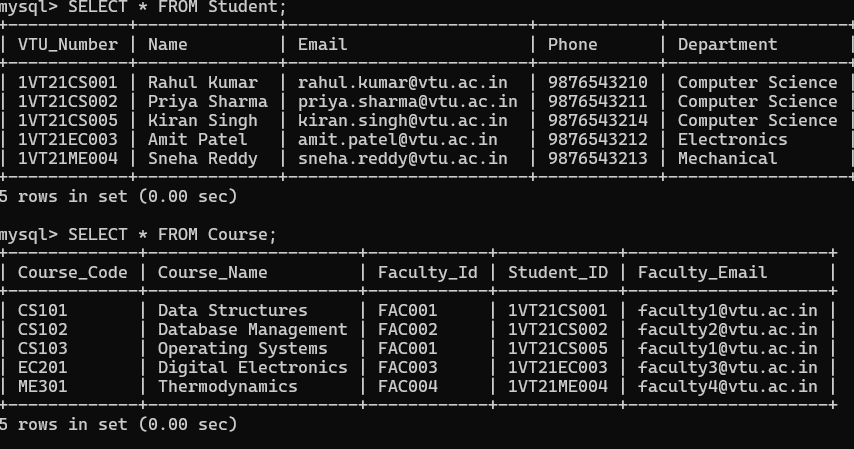 mysql> SELECT * FROM Student;
+------------+--------------+------------------------+------------+------------------+
| VTU_Number | Name         | Email                  | Phone      | Department       |
+------------+--------------+------------------------+------------+------------------+
| 1VT21CS001 | Rahul Kumar  | rahul.kumar@vtu.ac.in  | 9876543210 | Computer Science
| 1VT21CS002 | Priya Sharma | priya.sharma@vtu.ac.in | 9876543211 | Computer Science
| 1VT21CS005 | Kiran Singh  | kiran.singh@vtu.ac.in  | 9876543214 | Computer Science
| 1VT21EC003 | Amit Patel   | amit.patel@vtu.ac.in   | 9876543212 | Electronics
| 1VT21ME004 | Sneha Reddy  | sneha.reddy@vtu.ac.in  | 9876543213 | Mechanical
+------------+--------------+------------------------+------------+------------------+
5 rows in set (0.00 sec)
mysql> SELECT * FROM Course;
+-------------+---------------------+------------+------------+---------------------+
| Course_Code | Course_Name         | Faculty_Id | Student_ID | Faculty_Email       |
+-------------+---------------------+------------+------------+---------------------+
| CS101       | Data Structures     | FAC001     | 1VT21CS001 | faculty1@vtu.ac.in |
| CS102       | Database Management | FAC002     | 1VT21CS002 | faculty2@vtu.ac.in |
| CS103       | Operating Systems   | FAC001     | 1VT21CS005 | faculty1@vtu.ac.in |
| EC201       | Digital Electronics | FAC003     | 1VT21EC003 | faculty3@vtu.ac.in |
| ME301       | Thermodynamics      | FAC004     | 1VT21ME004 | faculty4@vtu.ac.in |
+-------------+---------------------+------------+------------+---------------------+
5 rows in set (0.00 sec)